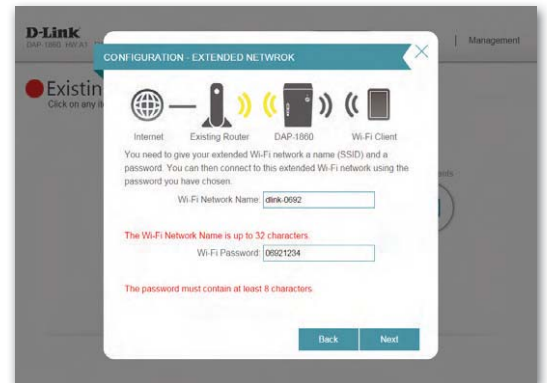 D-Link
DAP-1860 HW:A1
Management
CONFIGURATION - EXTENDED NETWROK
Existin
Click on any
Internet
Existing Router
DAP-1860
Wi-Fi Client
You need to give your extended Wi-Fi network a name (SSID) and a
password. You can then connect to this extended Wi-Fi network using the
password you have chosen.
Wi-Fi Network Name: dlink-0692
The Wi-Fi Network Name is up to 32 characters.
Wi-Fi Password: 06921234
The password must contain at least 8 characters.
Back
Next